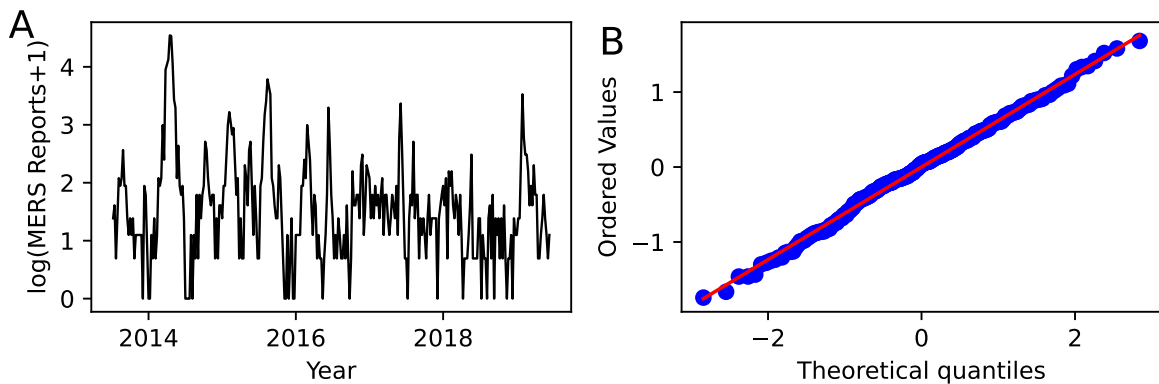 A
log(MERS Reports+1)
4
3
2
1
0
2014
2016
2018
Year
B
Ordered Values
1
0
−1
−2
0
2
Theoretical quantiles